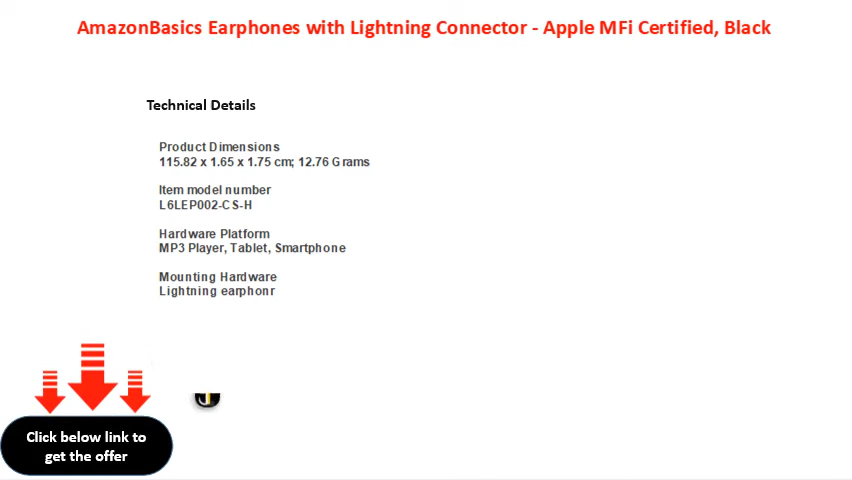 AmazonBasics Earphones with Lightning Connector - Apple MFi Certified, Black
Technical Details
Product Dimensions
115.82 x 1.65 x 1.75 cm; 12.76 Grams
Item model number
L6LEP002-CS-H
Hardware Platform
MP3 Player, Tablet, Smartphone
Mounting Hardware
Lightning earphonr
Click below link to
get the offer